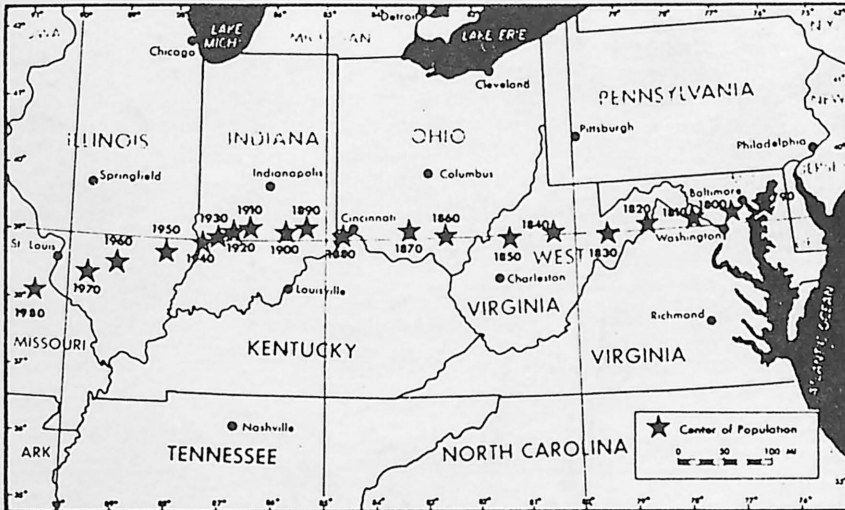 Detroit
LAKE MICH
LAKE ERIE
Chicago
Cleveland
PENNSYLVANIA
ILLINOIS
INDIANA
OHIO
Pittsburgh
Philadelphia
Springfield
Indianapolis
Columbus
Baltimore
1790
1800
1810
1820
1830
1840
1850
1860
1870
1880
1890
1900
1910
1920
1930
1940
1950
1960
1970
1980
St. Louis
Cincinnati
Washington
WEST VIRGINIA
Charleston
Louisville
Richmond
MISSOURI
KENTUCKY
VIRGINIA
ATLANTIC OCEAN
Nashville
ARK
TENNESSEE
NORTH CAROLINA
Center of Population
0 50 100 MI